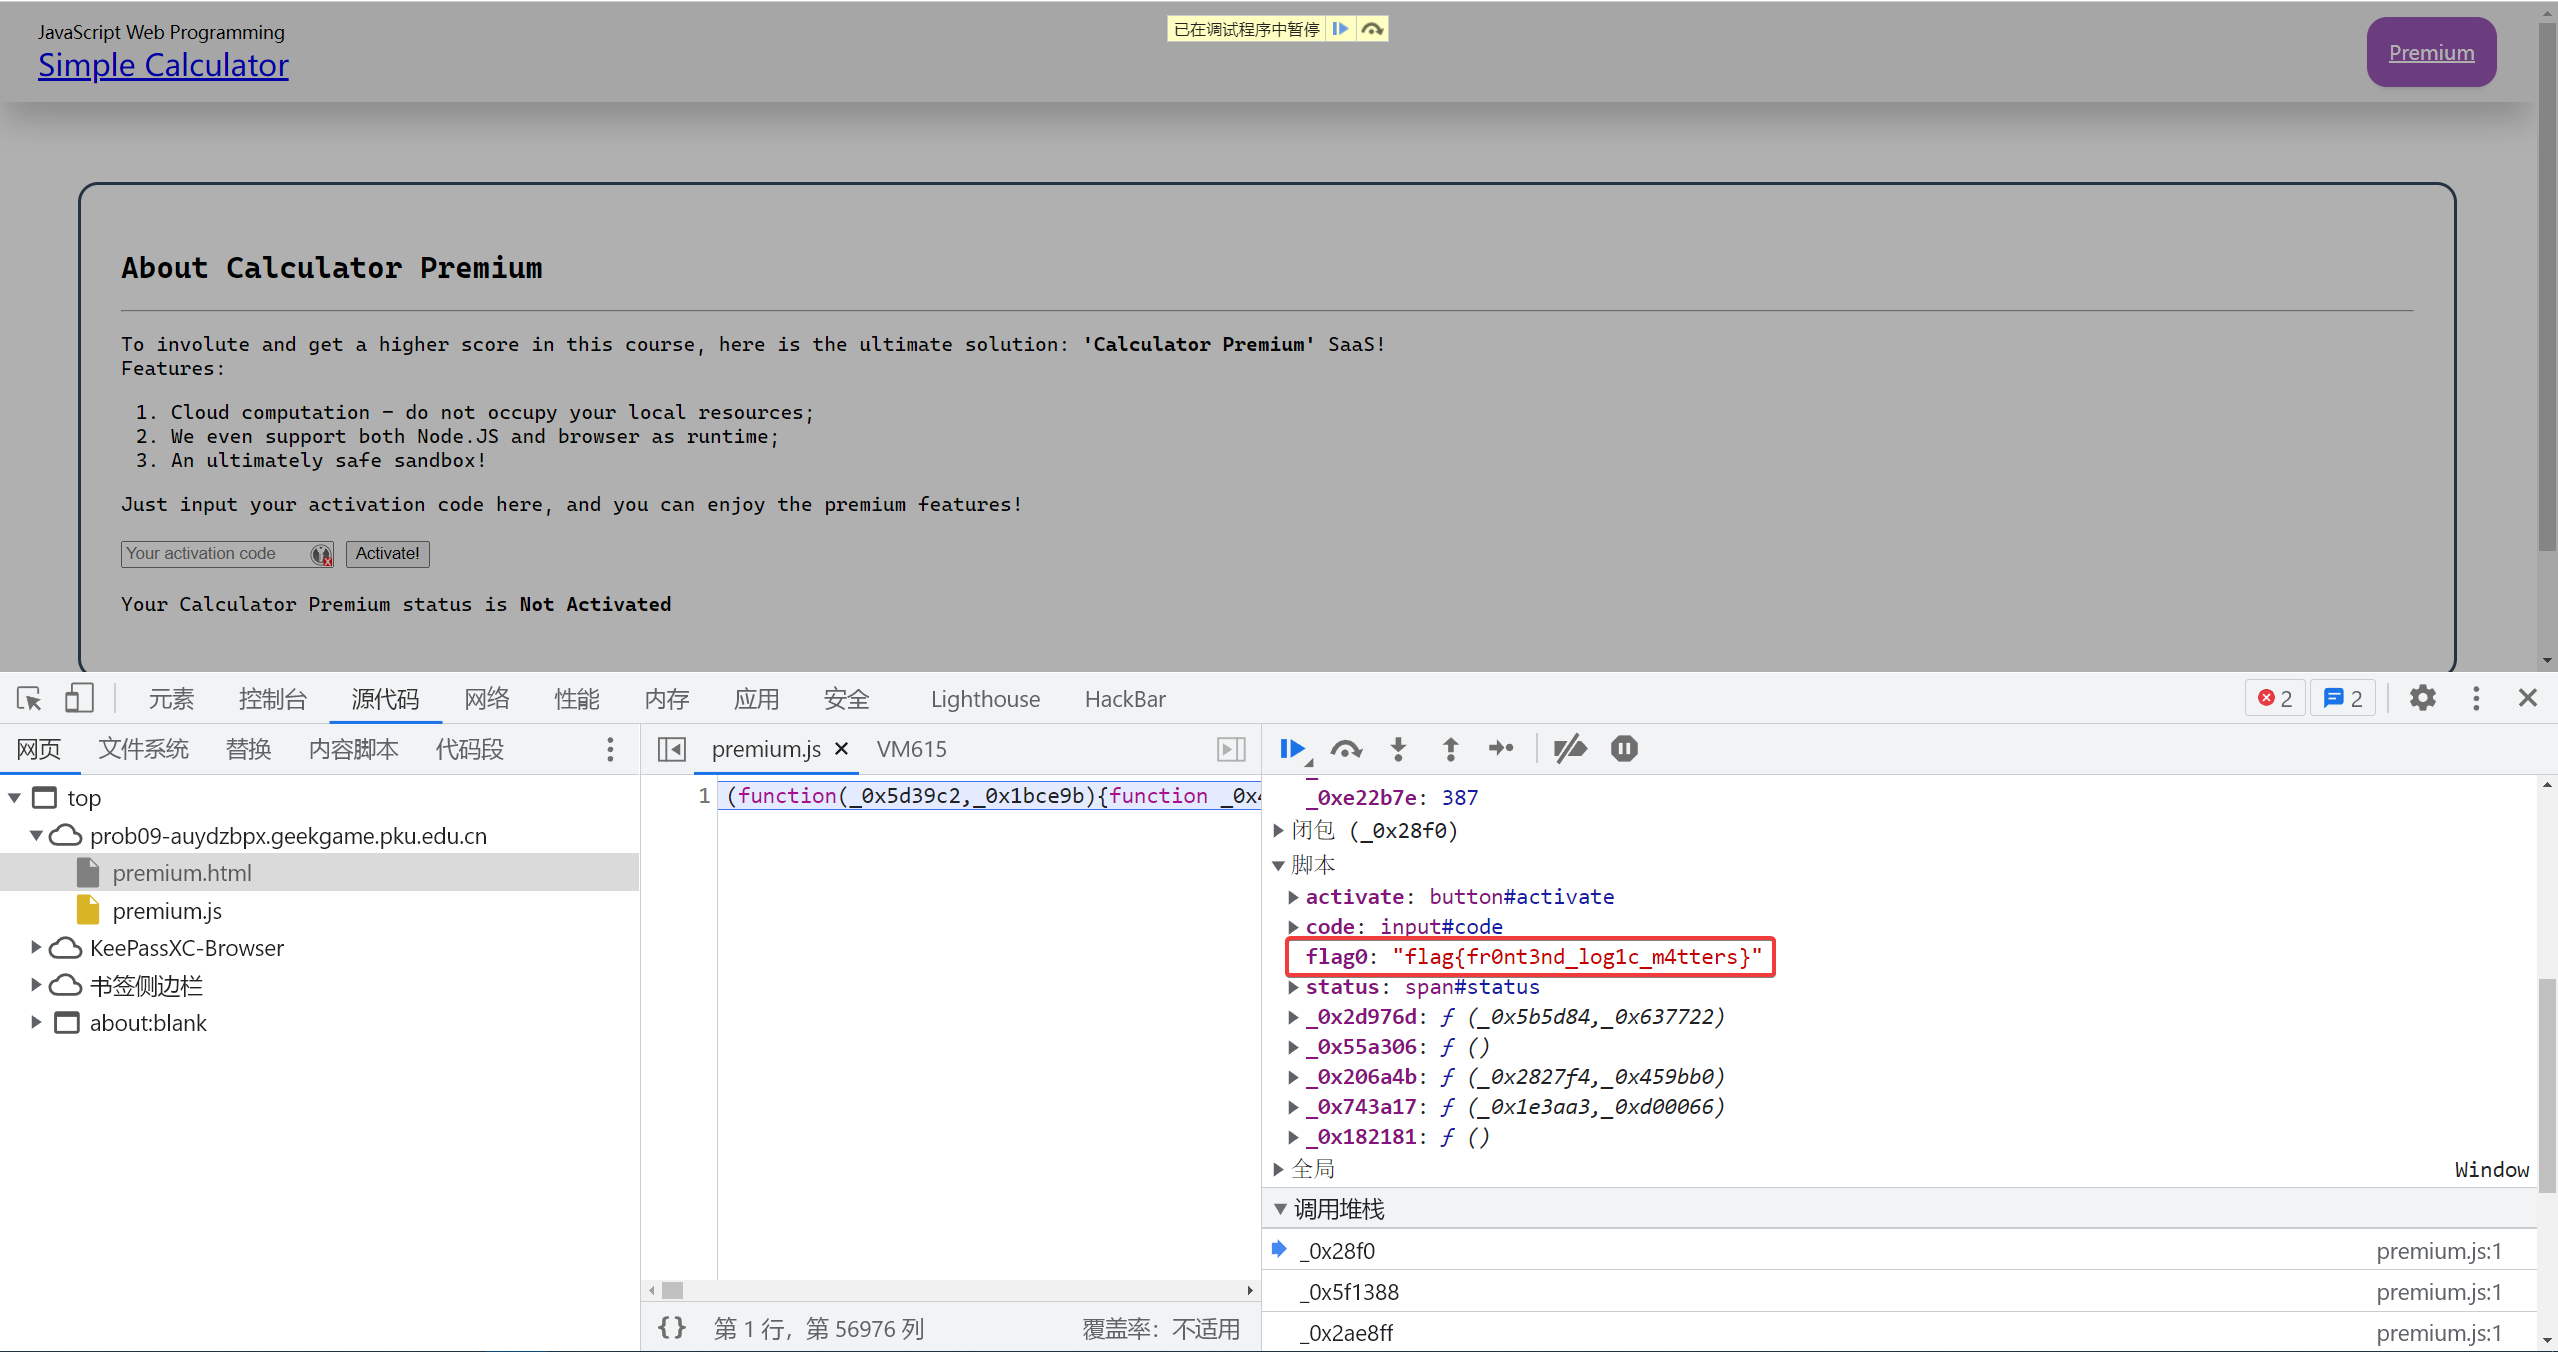 JavaScript Web Programming
Simple Calculator
已在调试程序中暂停
Premium
About Calculator Premium
To involute and get a higher score in this course, here is the ultimate solution: 'Calculator Premium' SaaS!
Features:
1. Cloud computation – do not occupy your local resources;
2. We even support both Node.JS and browser as runtime;
3. An ultimately safe sandbox!
Just input your activation code here, and you can enjoy the premium features!
Your activation code
Activate!
Your Calculator Premium status is Not Activated
元素 控制台 源代码 网络 性能 内存 应用 安全 Lighthouse HackBar 2 2
网页 文件系统 替换 内容脚本 代码段
premium.js VM615
top
prob09-auydzbpx.geekgame.pku.edu.cn
premium.html
premium.js
KeePassXC-Browser
书签侧边栏
about:blank
1 (function(_0x5d39c2,_0x1bce9b){function _0x4
{} 第 1 行，第 56976 列 覆盖率：不适用
_0xe22b7e: 387
闭包 (_0x28f0)
脚本
activate: button#activate
code: input#code
flag0: "flag{fr0nt3nd_log1c_m4tters}"
status: span#status
_0x2d976d: ƒ (_0x5b5d84,_0x637722)
_0x55a306: ƒ ()
_0x206a4b: ƒ (_0x2827f4,_0x459bb0)
_0x743a17: ƒ (_0x1e3aa3,_0xd00066)
_0x182181: ƒ ()
全局 Window
调用堆栈
_0x28f0 premium.js:1
_0x5f1388 premium.js:1
_0x2ae8ff premium.js:1